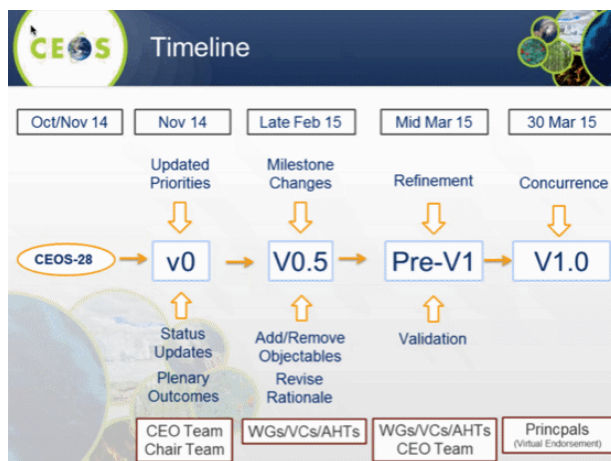 CEOS
Timeline
Oct/Nov 14
Nov 14
Late Feb 15
Mid Mar 15
30 Mar 15
Updated
Priorities
Milestone
Changes
Refinement
Concurrence
CEOS-28
v0
V0.5
Pre-V1
V1.0
Status
Updates
Plenary
Outcomes
Add/Remove
Objectables
Revise
Rationale
Validation
CEO Team
Chair Team
WGs/VCs/AHTs
WGs/VCs/AHTs
CEO Team
Princpals
(Virtual Endorsement)